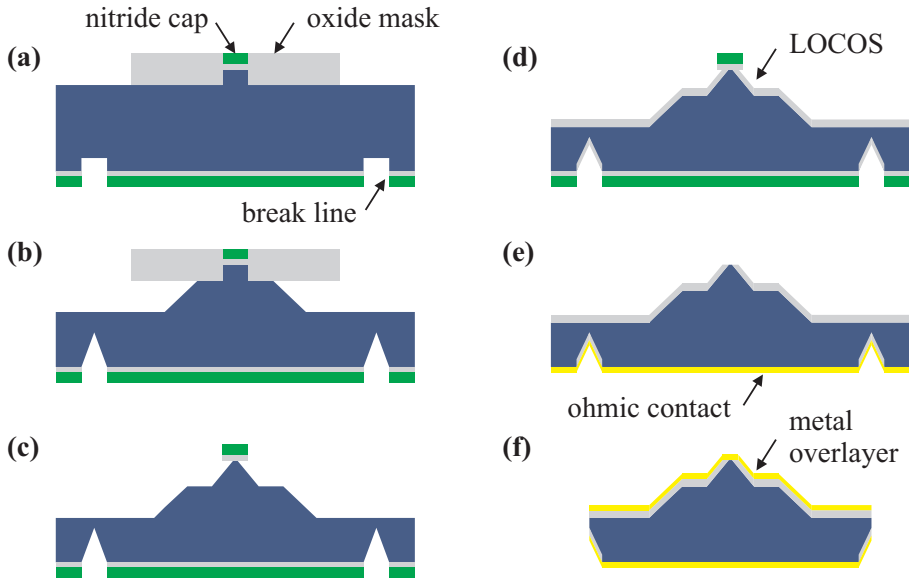 nitride cap
oxide mask
(a)
break line
(b)
(c)
(d)
LOCOS
(e)
ohmic contact
(f)
metal
overlayer